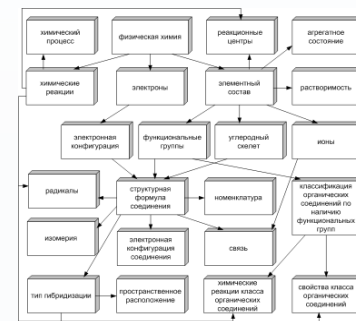 химический
процесс
физическая химия
реакционные
центры
агрегатное
состояние
химические
реакции
электроны
элементный
состав
растворимость
электронная
конфигурация
функциональные
группы
углеродный
скелет
ионы
радикалы
структурная
формула
соединения
номенклатура
классификация
органических
соединений по
наличию
функциональных
групп
изомерия
электронная
конфигурация
соединения
связь
тип гибридизации
пространственное
расположение
химические
реакции класса
органических
соединений
свойства класса
органических
соединений